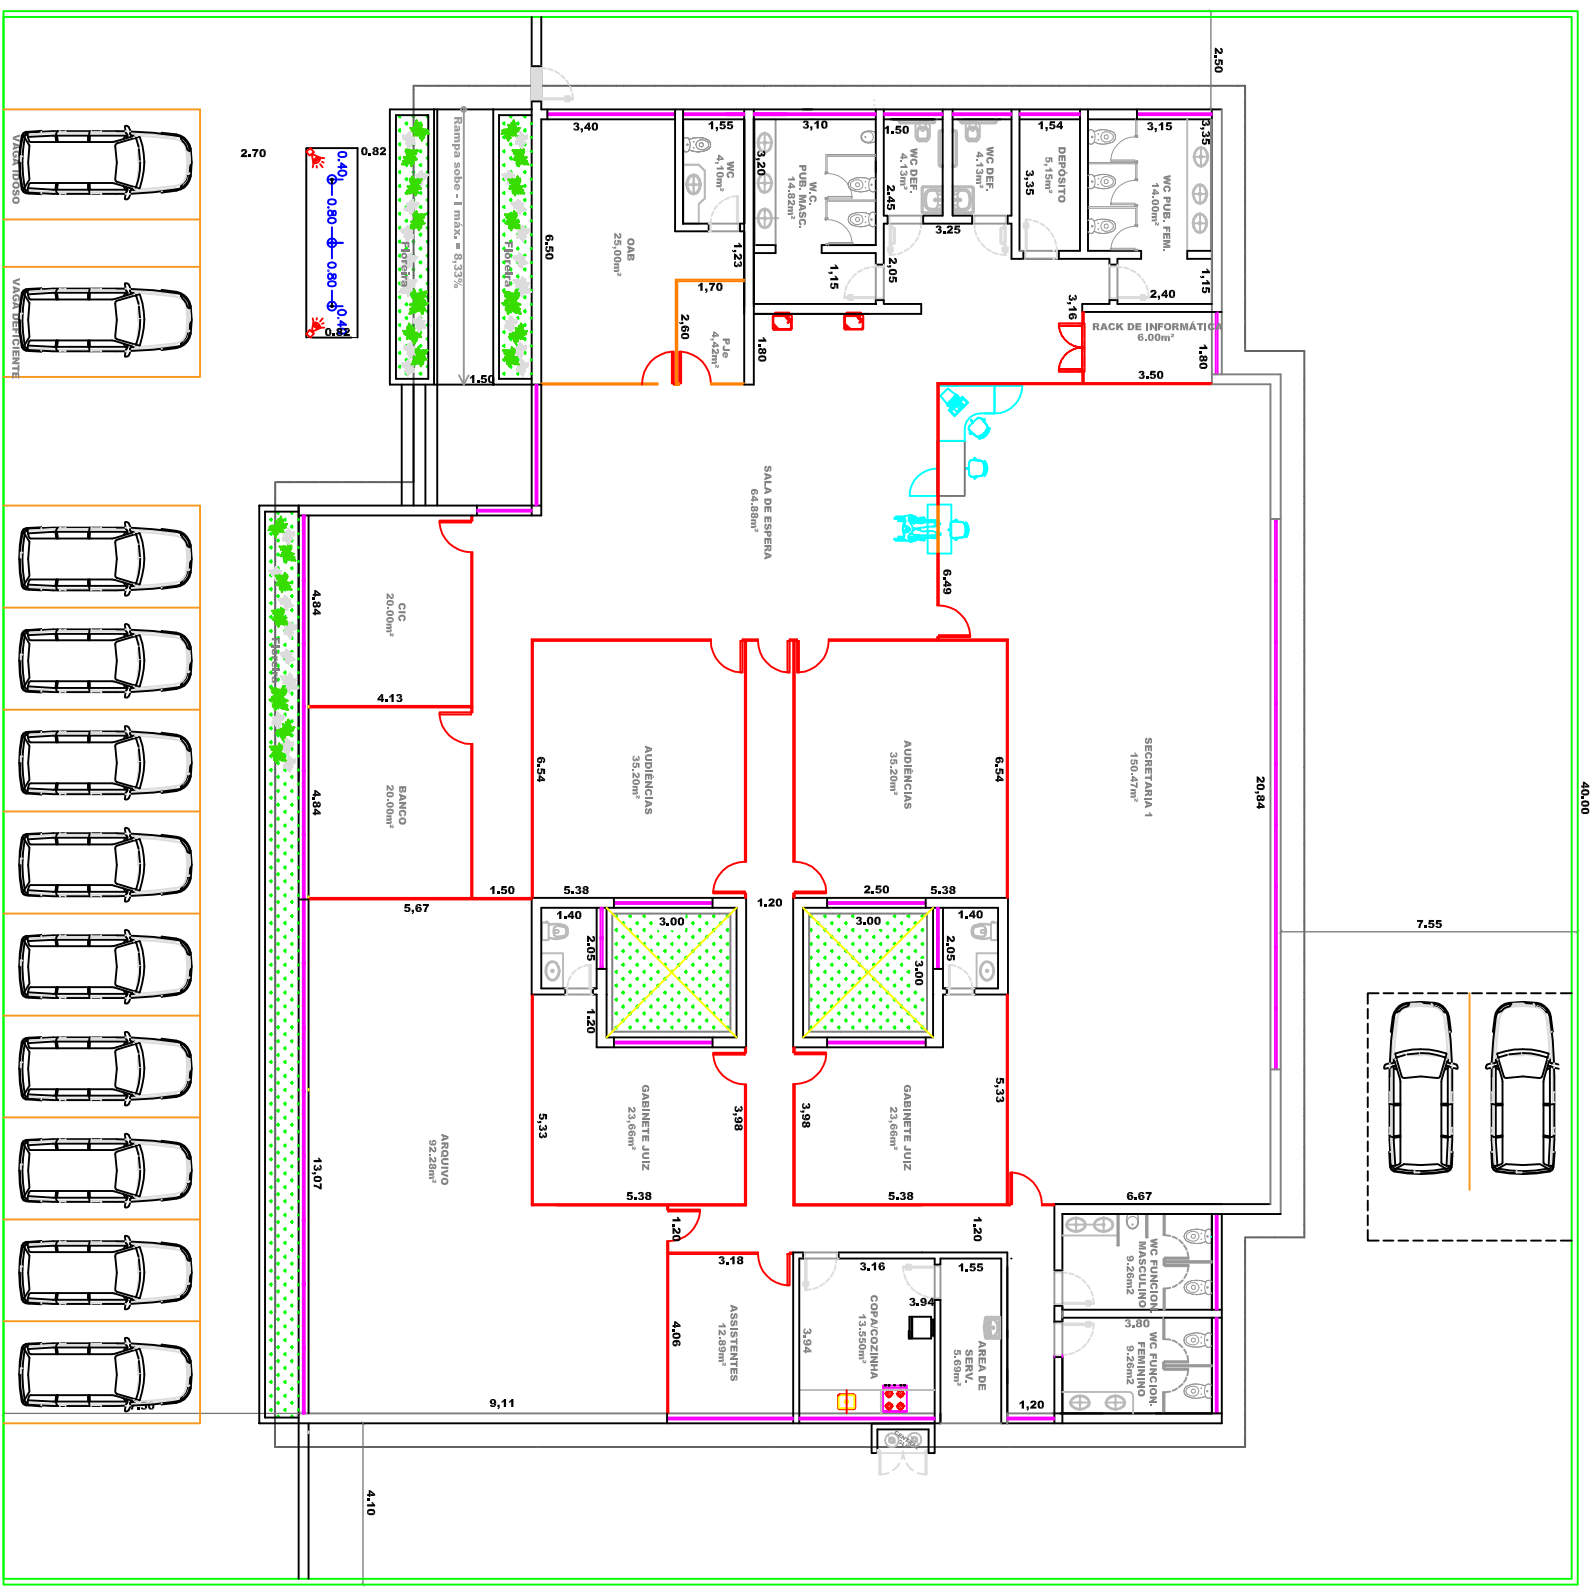 2.50
VAGA IDOSO
2.70
0.82
0.40
0.80
0.80
0.82
VAGA DEFICIENTE
Floreira
Rampa sobe - I máx. = 8,33%
1.50
Floreira
3,40
6.50
OAB
25,00m²
1,55
WC
4,10m²
1,23
1,70
2,60
PJe
4,42m²
1.80
3,10
3,20
W.C.
PUB. MASC.
14.82m²
1,15
1.50
WC DEF.
4.13m²
2.45
2,05
3.25
WC DEF.
4.13m²
1,54
DEPÓSITO
5,15m²
3,35
3,15
3,35
WC PUB. FEM.
14.00m²
1,15
2,40
3,16
RACK DE INFORMÁTICA
6.00m²
1.80
3.50
SALA DE ESPERA
64.88m²
6.49
Floreira
4.84
CIC
20.00m²
4.13
4.84
BANCO
20.00m²
5,67
1.50
6.54
AUDIÊNCIAS
35.20m²
5.38
AUDIÊNCIAS
35.20m²
6.54
2.50
5.38
1.20
SECRETARIA 1
150.47m²
20,84
40.00
7.55
1.40
2.05
3.00
1.20
3.00
3.00
1.40
2.05
5,33
GABINETE JUIZ
23,66m²
3,98
5.38
3,98
GABINETE JUIZ
23,66m²
5,33
5.38
ARQUIVO
92.28m²
13,07
9,11
1.20
3.18
ASSISTENTES
12.89m²
4.06
3.16
3.94
COPA/COZINHA
13.550m²
3.94
1.20
1.55
AREA DE
SERV.
5.69m²
1,20
6.67
WC FUNCION.
MASCULINO
9.26m2
3.80
WC FUNCION.
FEMININO
9.26m2
4.10